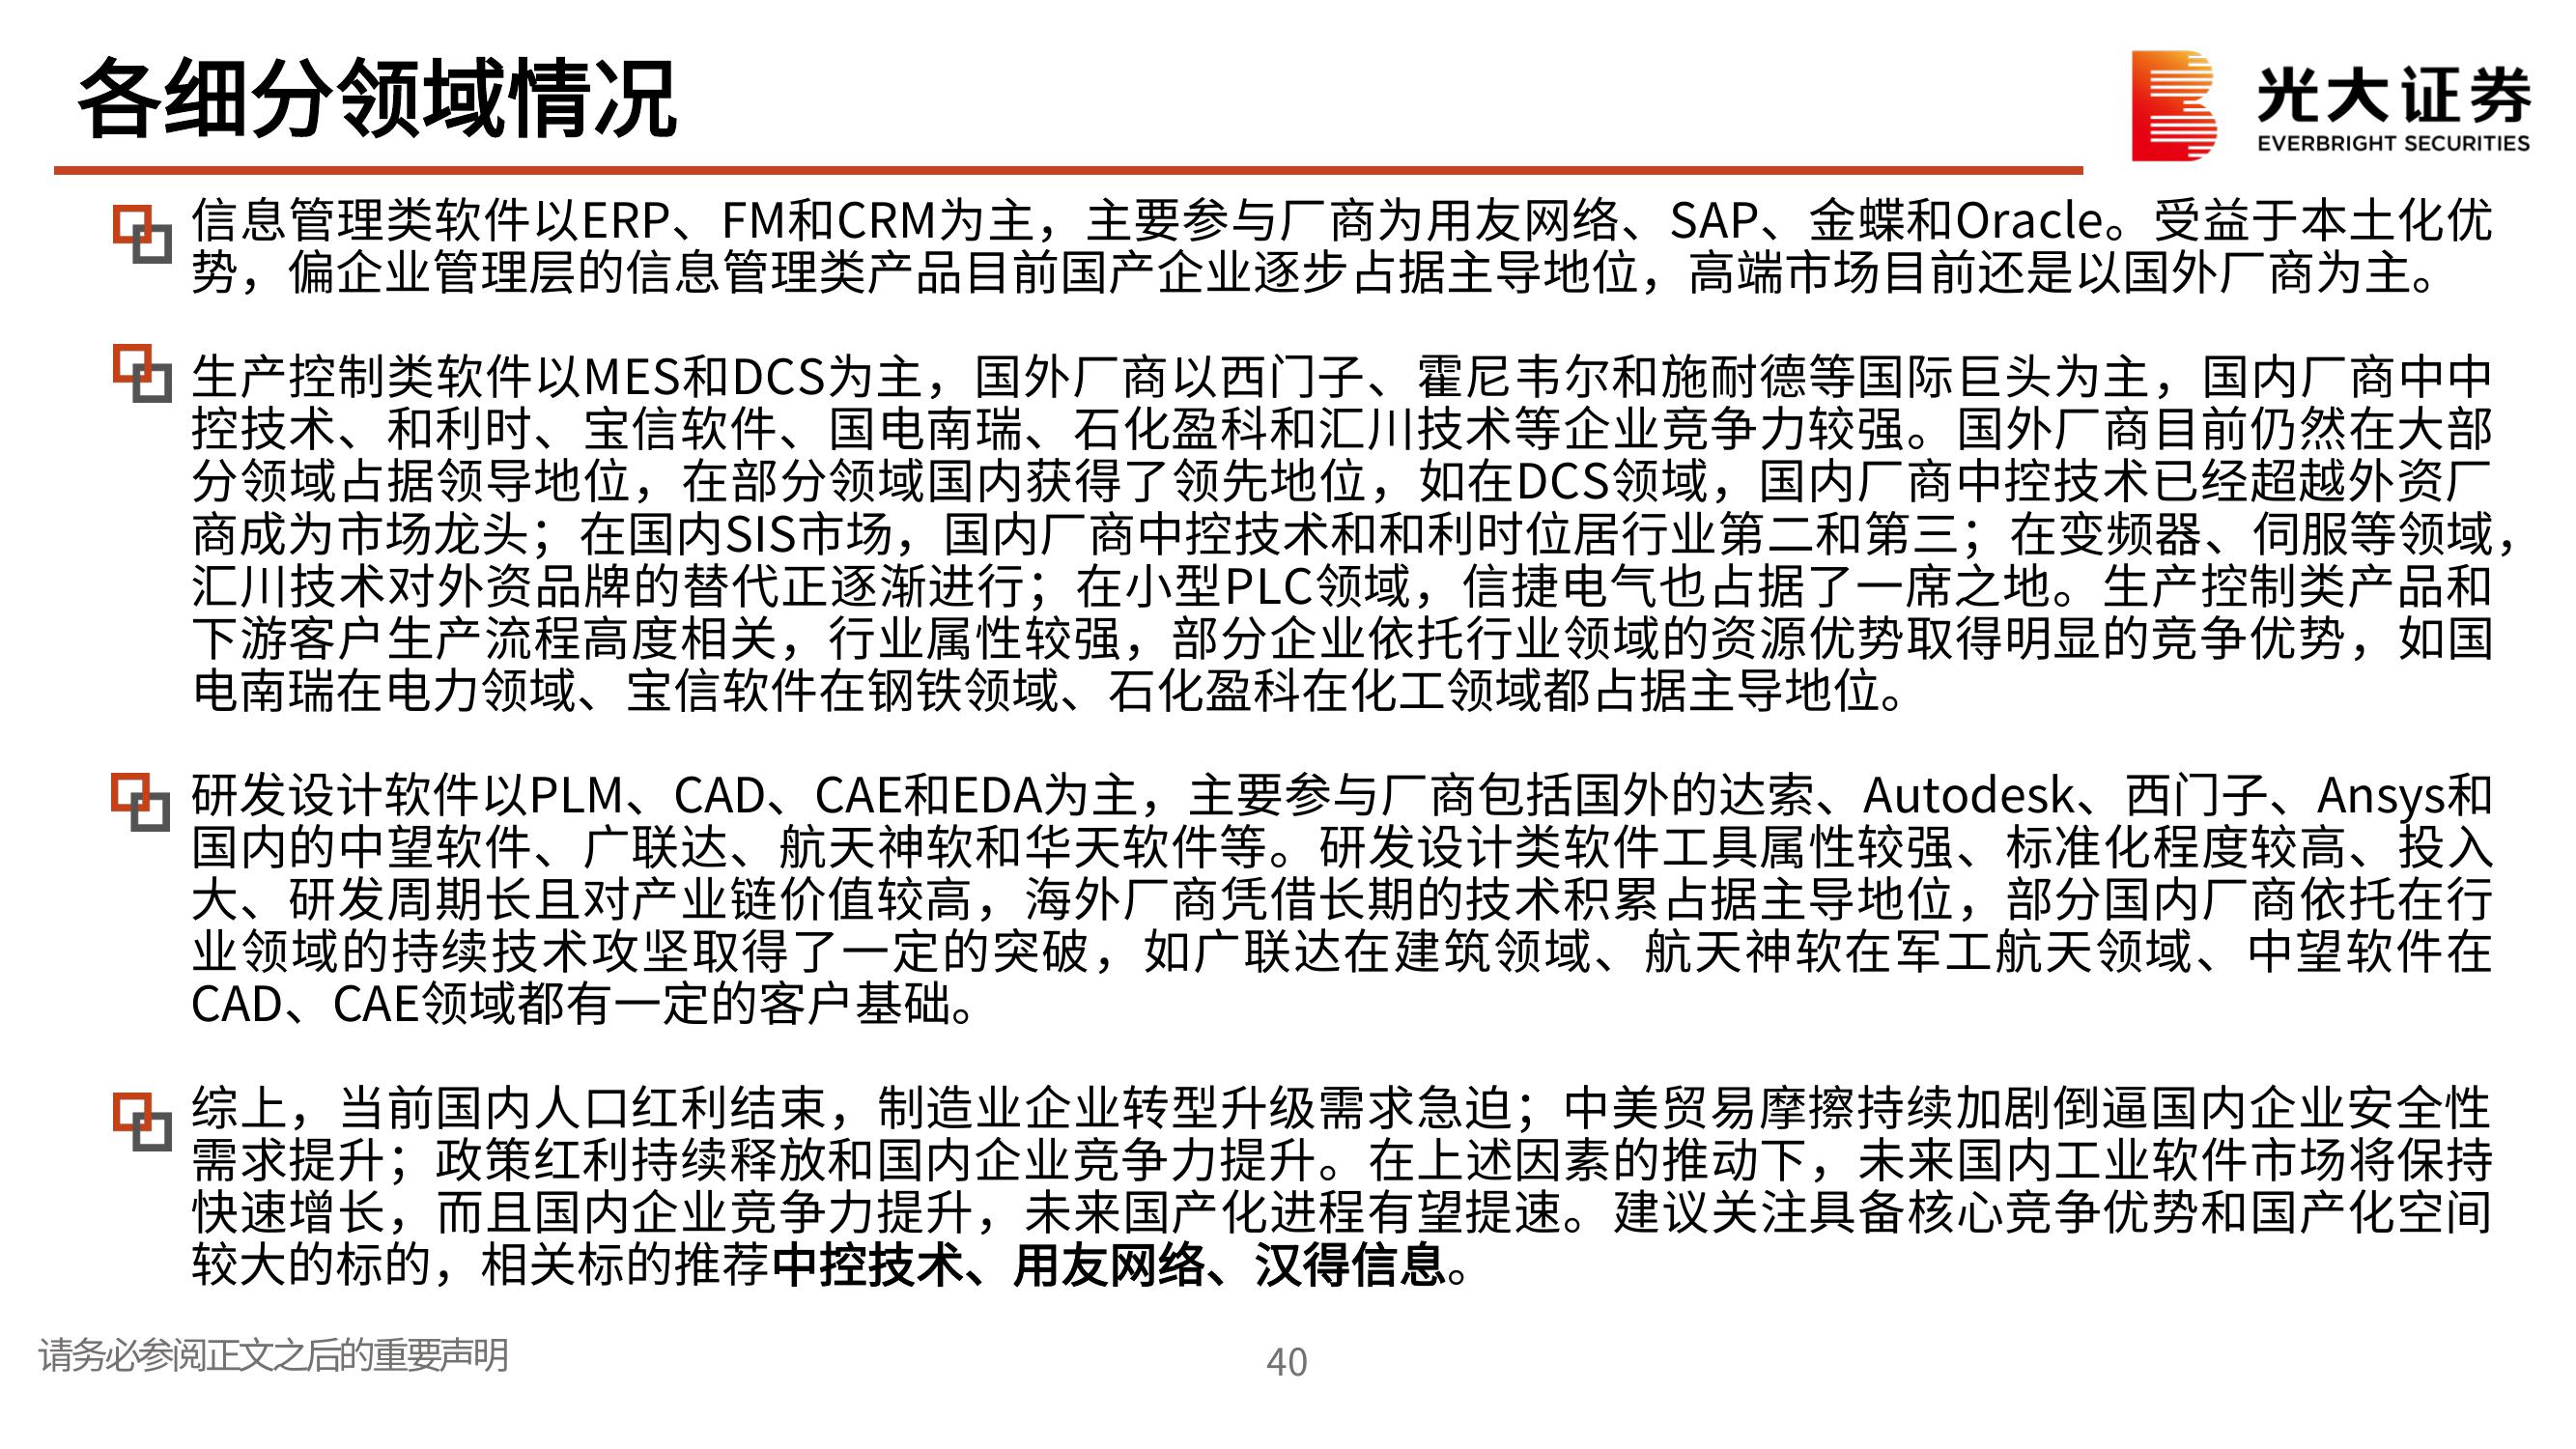 各细分领域情况
光大证券
EVERBRIGHT SECURITIES
信息管理类软件以ERP、FM和CRM为主，主要参与厂商为用友网络、SAP、金蝶和Oracle。受益于本土化优
势，偏企业管理层的信息管理类产品目前国产企业逐步占据主导地位，高端市场目前还是以国外厂商为主。
生产控制类软件以MES和DCS为主，国外厂商以西门子、霍尼韦尔和施耐德等国际巨头为主，国内厂商中中
控技术、和利时、宝信软件、国电南瑞、石化盈科和汇川技术等企业竞争力较强。国外厂商目前仍然在大部
分领域占据领导地位，在部分领域国内获得了领先地位，如在DCS领域，国内厂商中控技术已经超越外资厂
商成为市场龙头；在国内SIS市场，国内厂商中控技术和和利时位居行业第二和第三；在变频器、伺服等领域，
汇川技术对外资品牌的替代正逐渐进行；在小型PLC领域，信捷电气也占据了一席之地。生产控制类产品和
下游客户生产流程高度相关，行业属性较强，部分企业依托行业领域的资源优势取得明显的竞争优势，如国
电南瑞在电力领域、宝信软件在钢铁领域、石化盈科在化工领域都占据主导地位。
研发设计软件以PLM、CAD、CAE和EDA为主，主要参与厂商包括国外的达索、Autodesk、西门子、Ansys和
国内的中望软件、广联达、航天神软和华天软件等。研发设计类软件工具属性较强、标准化程度较高、投入
大、研发周期长且对产业链价值较高，海外厂商凭借长期的技术积累占据主导地位，部分国内厂商依托在行
业领域的持续技术攻坚取得了一定的突破，如广联达在建筑领域、航天神软在军工航天领域、中望软件在
CAD、CAE领域都有一定的客户基础。
综上，当前国内人口红利结束，制造业企业转型升级需求急迫；中美贸易摩擦持续加剧倒逼国内企业安全性
需求提升；政策红利持续释放和国内企业竞争力提升。在上述因素的推动下，未来国内工业软件市场将保持
快速增长，而且国内企业竞争力提升，未来国产化进程有望提速。建议关注具备核心竞争优势和国产化空间
较大的标的，相关标的推荐中控技术、用友网络、汉得信息。
请务必参阅正文之后的重要声明
40